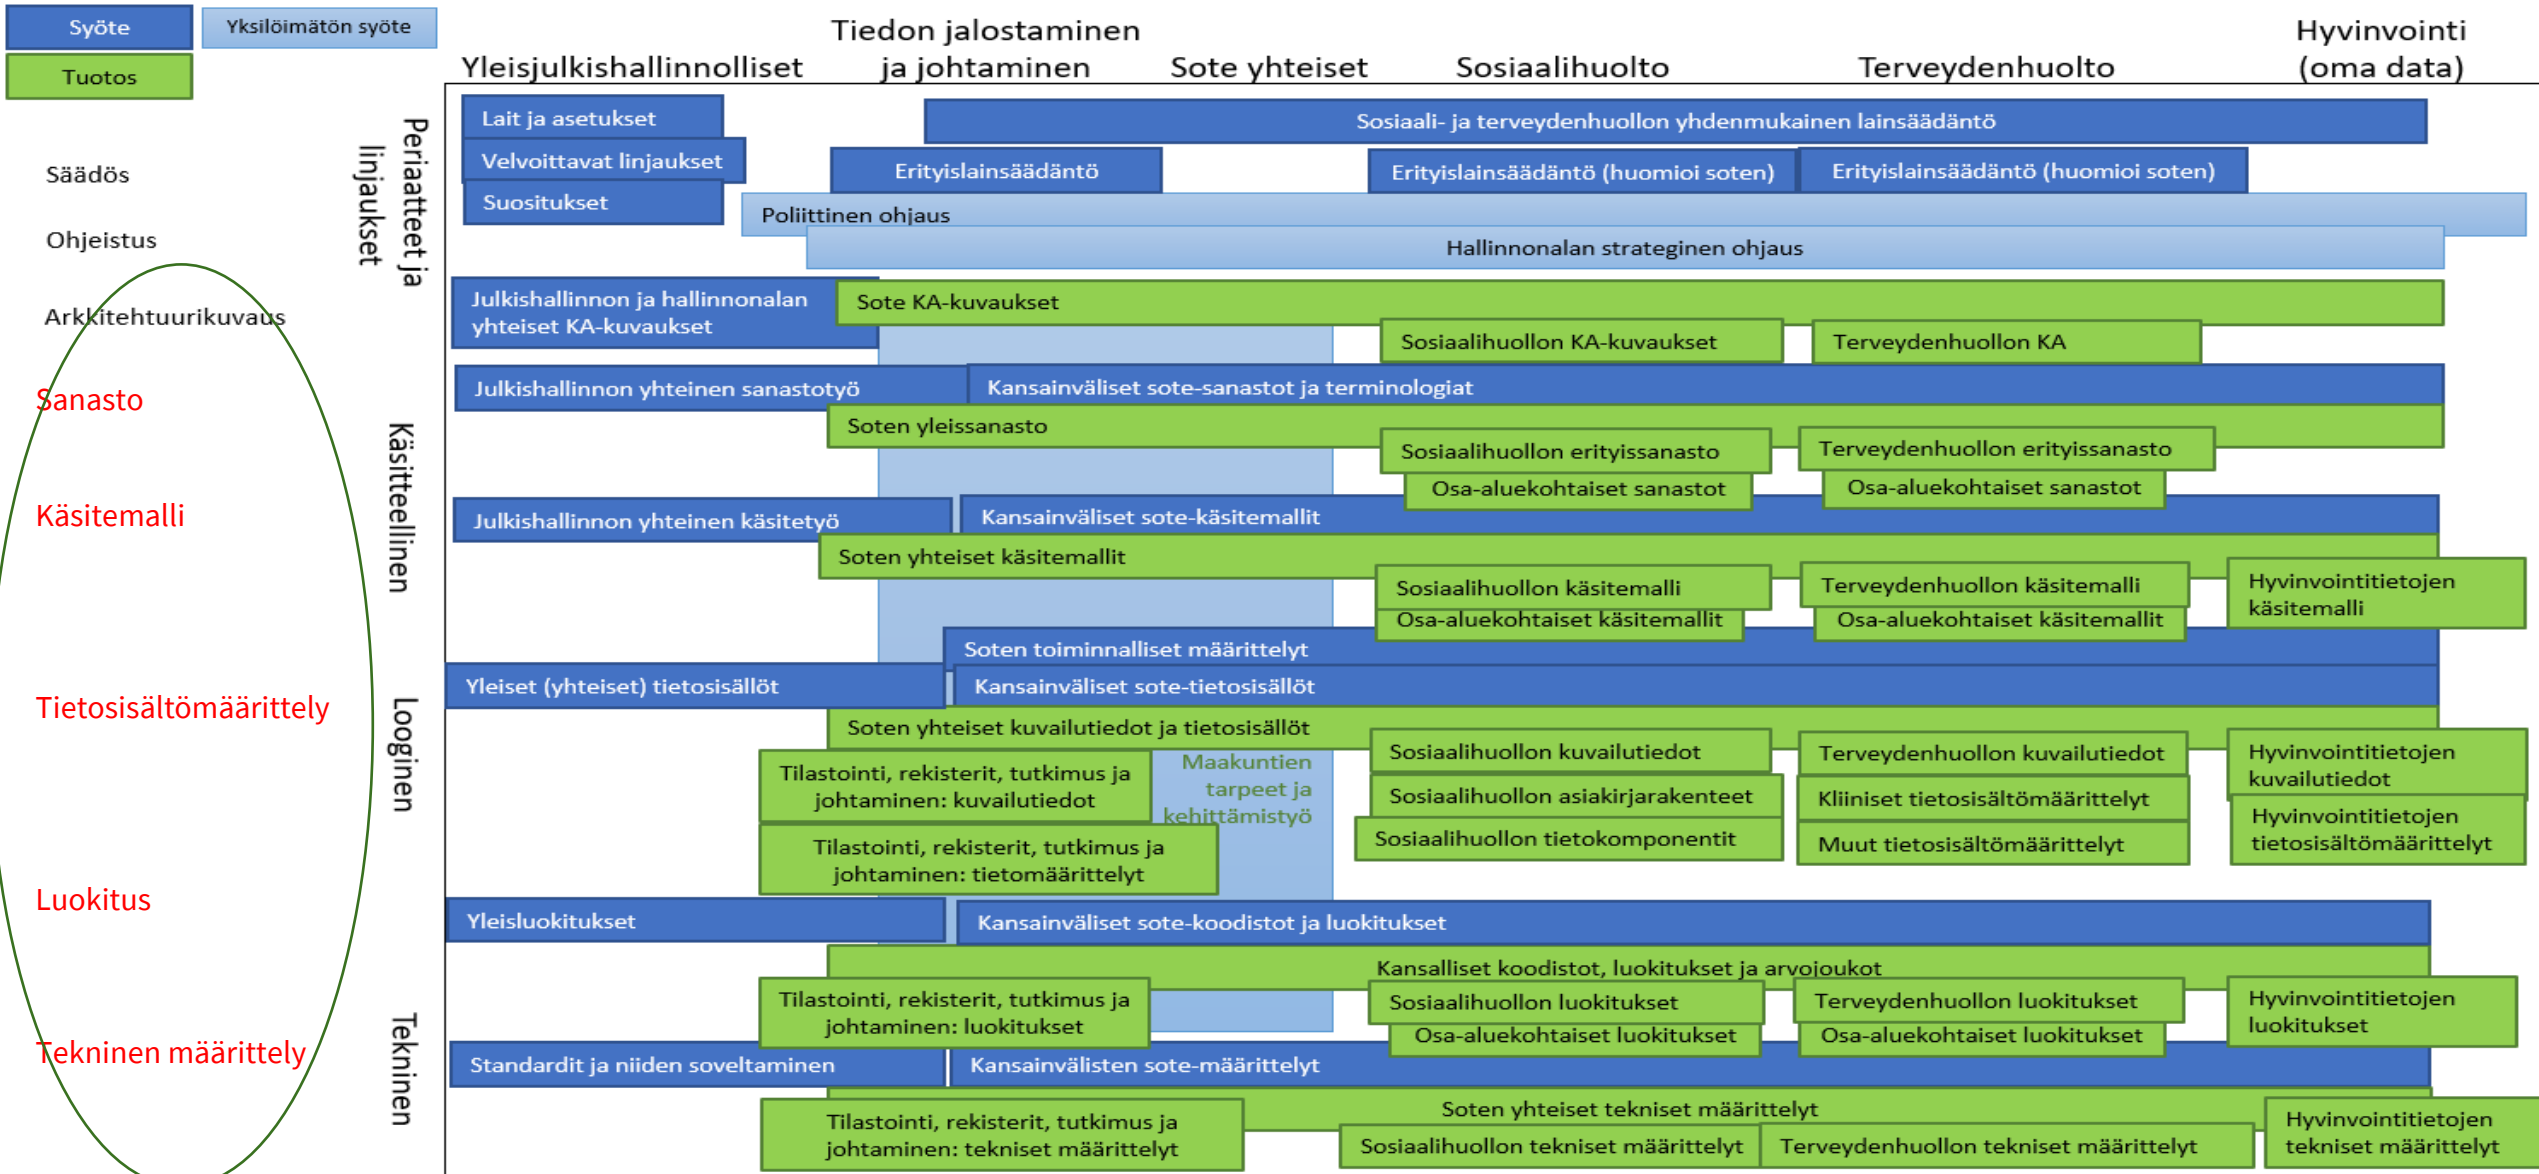 Syöte
Yksilöimätön syöte
Tuotos
Yleisjulkishallinnolliset
Tiedon jalostaminen
ja johtaminen
Sote yhteiset
Sosiaalihuolto
Terveydenhuolto
Hyvinvointi
(oma data)
Säädös
Ohjeistus
Arkkitehtuurikuvaus
Sanasto
Käsitemalli
Tietosisältömäärittely
Luokitus
Tekninen määrittely
Periaatteet ja
linjaukset
Lait ja asetukset
Sosiaali- ja terveydenhuollon yhdenmukainen lainsäädäntö
Velvoittavat linjaukset
Erityislainsäädäntö
Erityislainsäädäntö (huomioi soten)
Erityislainsäädäntö (huomioi soten)
Suositukset
Poliittinen ohjaus
Hallinnonalan strateginen ohjaus
Julkishallinnon ja hallinnonalan
yhteiset KA-kuvaukset
Sote KA-kuvaukset
Sosiaalihuollon KA-kuvaukset
Terveydenhuollon KA
Käsitteellinen
Julkishallinnon yhteinen sanastotyö
Kansainväliset sote-sanastot ja terminologiat
Soten yleissanasto
Sosiaalihuollon erityissanasto
Terveydenhuollon erityissanasto
Osa-aluekohtaiset sanastot
Osa-aluekohtaiset sanastot
Julkishallinnon yhteinen käsitetyö
Kansainväliset sote-käsitemallit
Soten yhteiset käsitemallit
Sosiaalihuollon käsitemalli
Terveydenhuollon käsitemalli
Hyvinvointitietojen
käsitemalli
Osa-aluekohtaiset käsitemallit
Osa-aluekohtaiset käsitemallit
Looginen
Soten toiminnalliset määrittelyt
Yleiset (yhteiset) tietosisällöt
Kansainväliset sote-tietosisällöt
Soten yhteiset kuvailutiedot ja tietosisällöt
Tilastointi, rekisterit, tutkimus ja
johtaminen: kuvailutiedot
Maakuntien
tarpeet ja
kehittämistyö
Sosiaalihuollon kuvailutiedot
Terveydenhuollon kuvailutiedot
Hyvinvointitietojen
kuvailutiedot
Sosiaalihuollon asiakirjarakenteet
Kliiniset tietosisältömäärittelyt
Hyvinvointitietojen
tietosisältömäärittelyt
Tilastointi, rekisterit, tutkimus ja
johtaminen: tietomäärittelyt
Sosiaalihuollon tietokomponentit
Muut tietosisältömäärittelyt
Yleisluokitukset
Kansainväliset sote-koodistot ja luokitukset
Kansalliset koodistot, luokitukset ja arvojoukot
Tilastointi, rekisterit, tutkimus ja
johtaminen: luokitukset
Sosiaalihuollon luokitukset
Terveydenhuollon luokitukset
Hyvinvointitietojen
luokitukset
Osa-aluekohtaiset luokitukset
Osa-aluekohtaiset luokitukset
Tekninen
Standardit ja niiden soveltaminen
Kansainvälisten sote-määrittelyt
Soten yhteiset tekniset määrittelyt
Tilastointi, rekisterit, tutkimus ja
johtaminen: tekniset määrittelyt
Sosiaalihuollon tekniset määrittelyt
Terveydenhuollon tekniset määrittelyt
Hyvinvointitietojen
tekniset määrittelyt